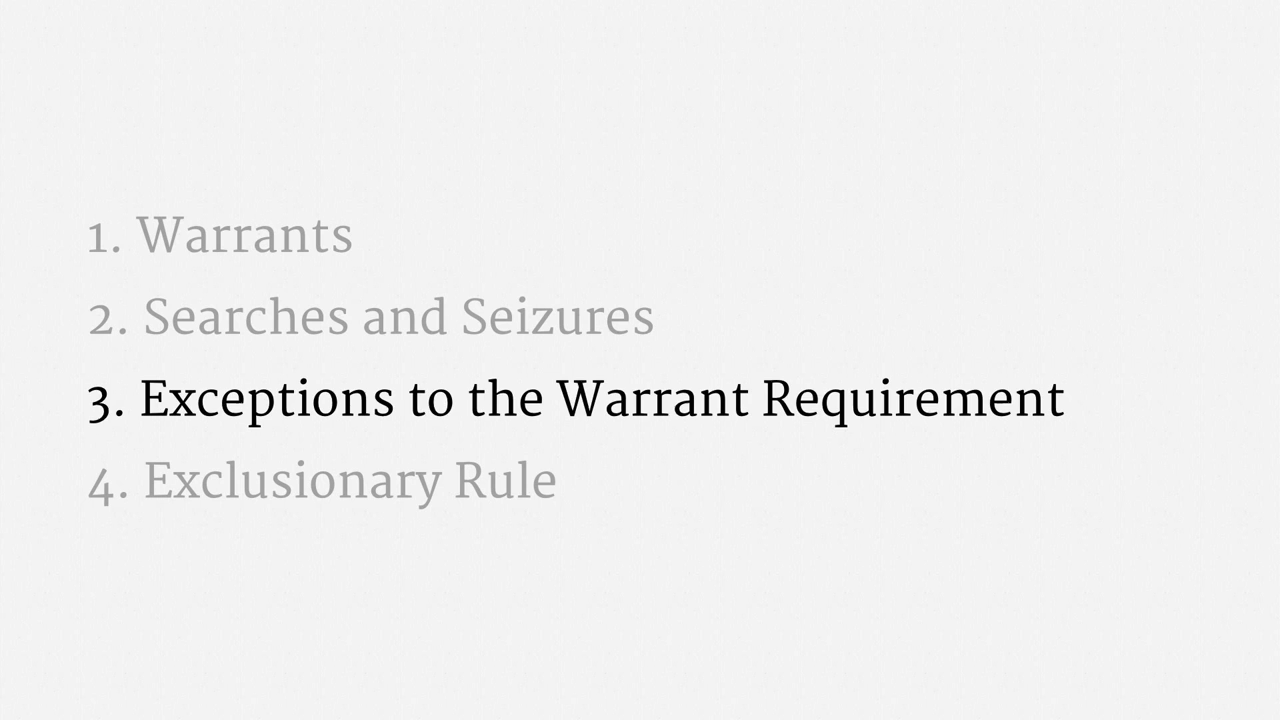 1. Warrants
2. Searches and Seizures
3. Exceptions to the Warrant Requirement
4. Exclusionary Rule